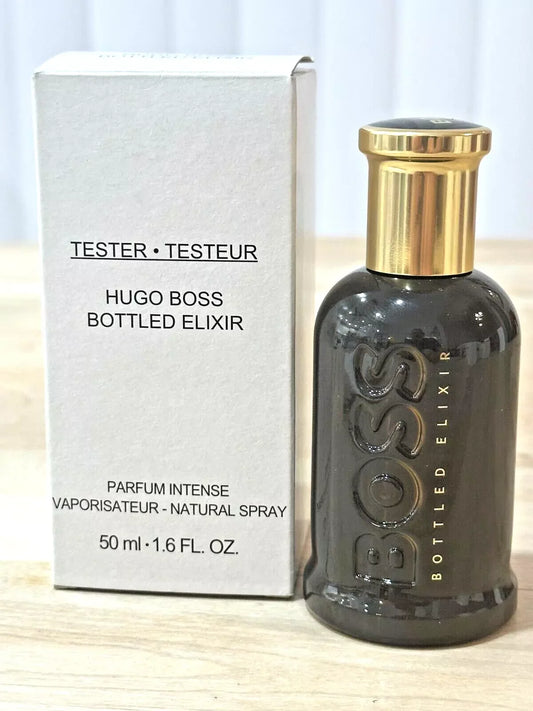 TESTER • TESTEUR
HUGO BOSS
BOTTLED ELIXIR
PARFUM INTENSE
VAPORISATEUR - NATURAL SPRAY
50 ml · 1.6 FL. OZ.
BOSS
BOTTLED ELIXIR